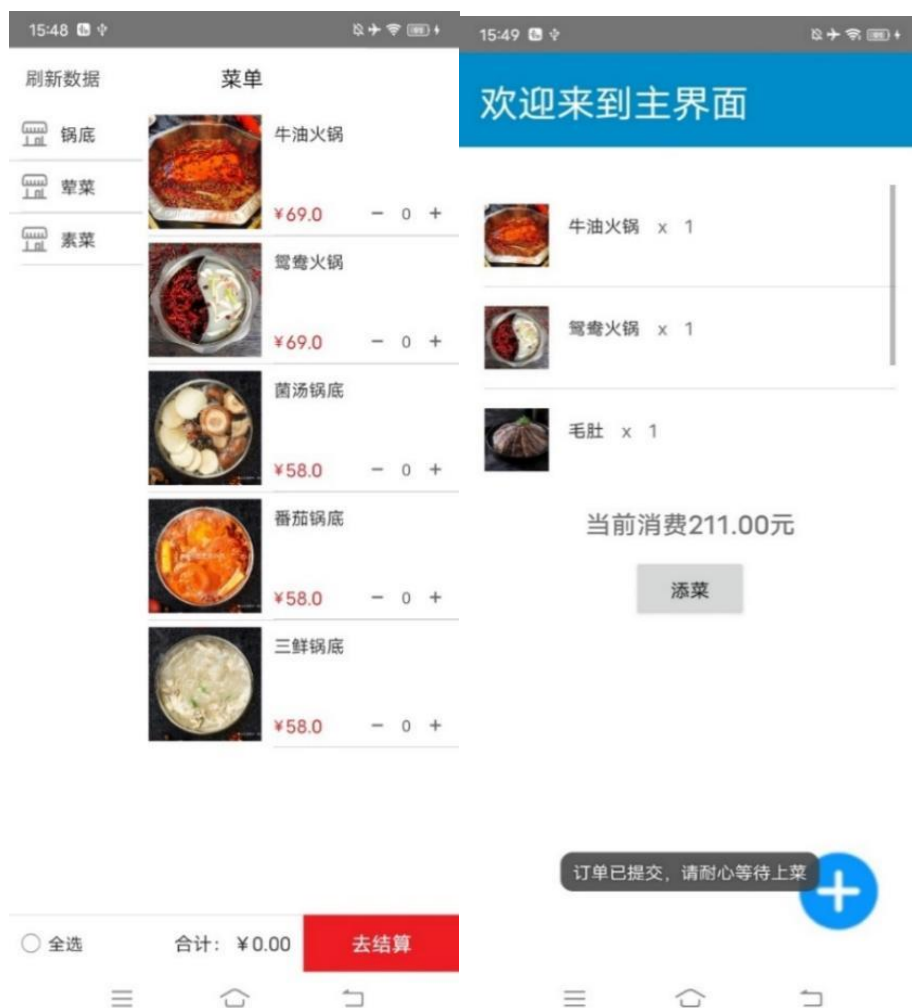 15:48
刷新数据
菜单
锅底
荤菜
素菜
牛油火锅
¥69.0
－ 0 ＋
鸳鸯火锅
¥69.0
－ 0 ＋
菌汤锅底
¥58.0
－ 0 ＋
番茄锅底
¥58.0
－ 0 ＋
三鲜锅底
¥58.0
－ 0 ＋
全选
合计：¥0.00
去结算
15:49
欢迎来到主界面
牛油火锅 x 1
鸳鸯火锅 x 1
毛肚 x 1
当前消费211.00元
添菜
订单已提交，请耐心等待上菜